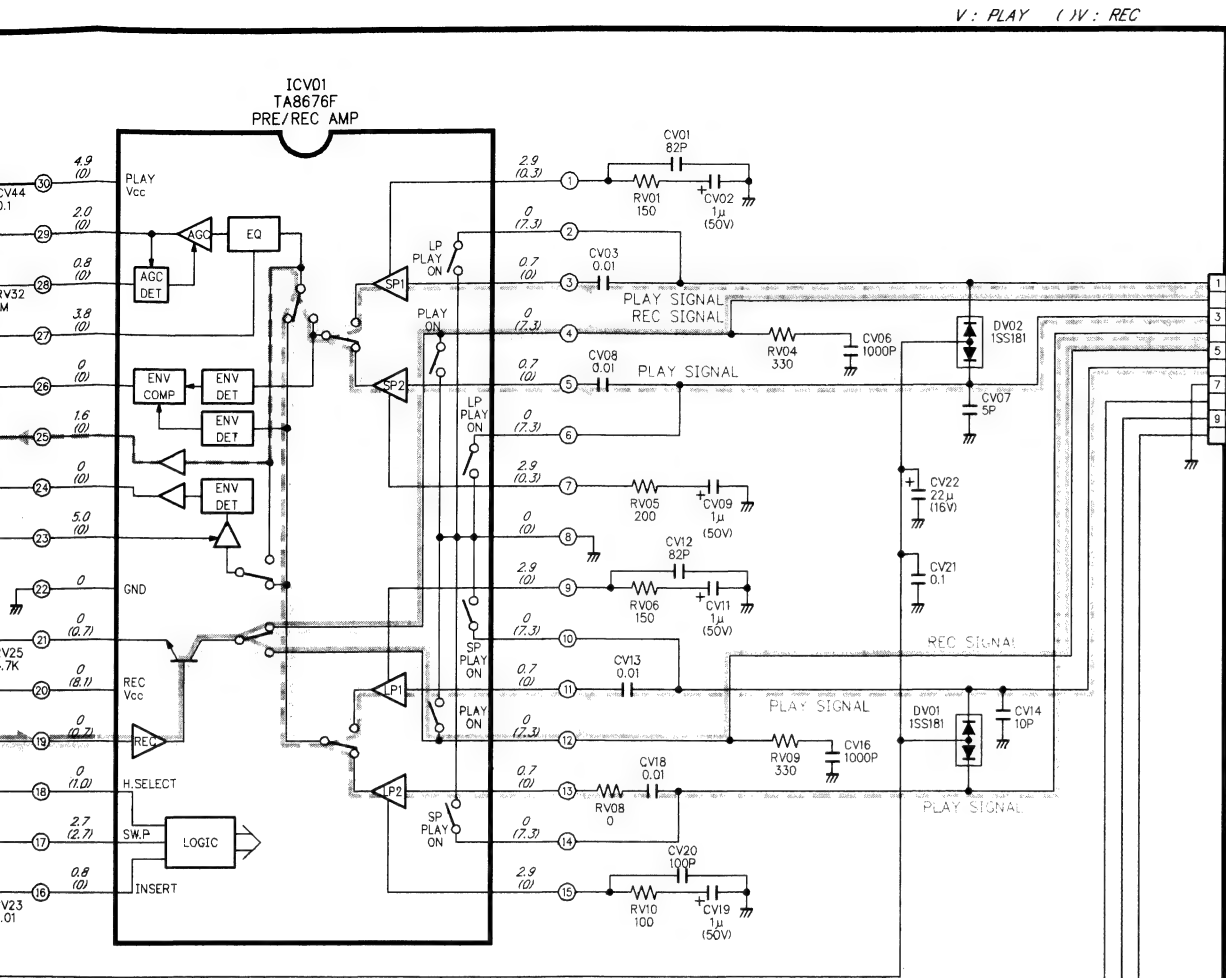 V : PLAY ( )V : REC
ICV01
TA8676F
PRE/REC AMP
4.9
(0)
30
CV44
0.1
PLAY
Vcc
2.0
(0)
29
AGC
EQ
0.8
(0)
28
RV32
M
AGC
DET
3.8
(0)
27
0
(0)
26
ENV
COMP
ENV
DET
ENV
DET
1.6
(0)
25
0
(0)
24
ENV
DET
5.0
(0)
23
0
22
GND
0
(0.7)
21
V25
.7K
0
(8.1)
20
REC
Vcc
0
(0.7)
19
REC
0
(1.0)
18
H.SELECT
2.7
(2.7)
17
SW.P
LOGIC
0.8
(0)
16
V23
.01
INSERT
LP
PLAY
ON
SP1
PLAY
ON
SP2
LP
PLAY
ON
SP
PLAY
ON
LP1
PLAY
ON
LP2
SP
PLAY
ON
2.9
(0.3)
1
CV01
82P
RV01
150
+
CV02
1μ
(50V)
0
(7.3)
2
0.7
(0)
3
CV03
0.01
PLAY SIGNAL
REC SIGNAL
0
(7.3)
4
RV04
330
CV06
1000P
0.7
(0)
5
CV08
0.01
PLAY SIGNAL
DV02
1SS181
CV07
5P
0
(7.3)
6
2.9
(0.3)
7
RV05
200
+
CV09
1μ
(50V)
+
CV22
22μ
(16V)
0
(0)
8
CV12
82P
2.9
(0)
9
RV06
150
+
CV11
1μ
(50V)
CV21
0.1
0
(7.3)
10
REC SIGNAL
0.7
(0)
11
CV13
0.01
PLAY SIGNAL
DV01
1SS181
CV14
10P
0
(7.3)
12
RV09
330
CV16
1000P
0.7
(0)
13
RV08
0
CV18
0.01
PLAY SIGNAL
0
(7.3)
14
CV20
100P
2.9
(0)
15
RV10
100
+
CV19
1μ
(50V)
1
3
5
7
9